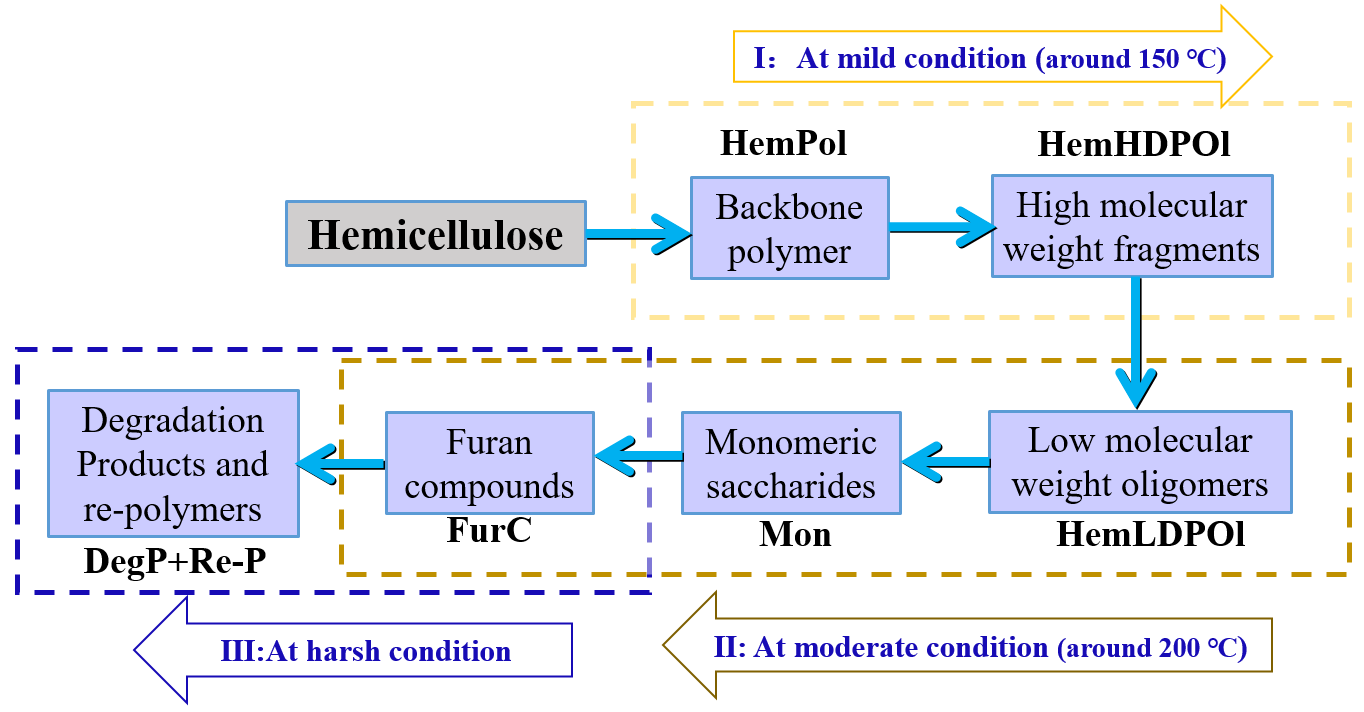 I: At mild condition (around 150 ℃)
HemPol
HemHDPOl
Hemicellulose
Backbone
polymer
High molecular
weight fragments
Low molecular
weight oligomers
HemLDPOl
Monomeric
saccharides
Mon
Furan
compounds
FurC
Degradation
Products and
re-polymers
DegP+Re-P
II: At moderate condition (around 200 ℃)
III:At harsh condition